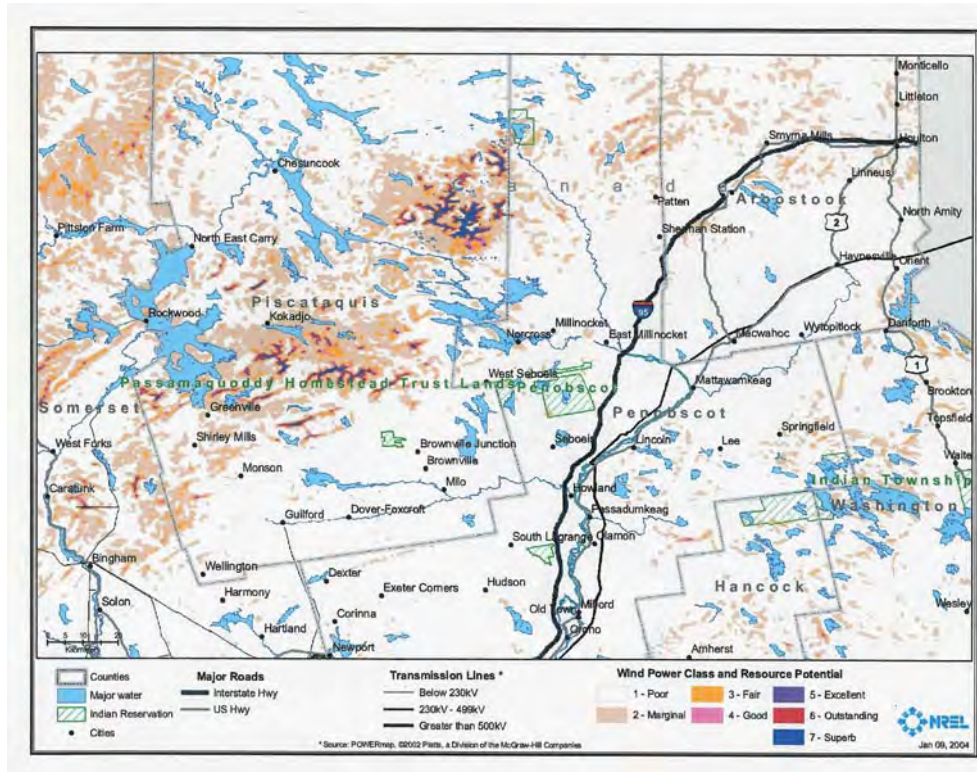 Monticello
Littleton
Smyrna Mills
Houlton
Chesuncook
Linneus
Patten
Aroostook
North Amity
2
Pittston Farm
North East Carry
Sherman Station
Haynesville
Orient
Piscataquis
Rockwood
Kokadjo
95
Millinocket
Norcross
East Millinocket
Macwahoc
Wytopitlock
Danforth
1
West Seboeis
Passamaquoddy Homestead Trust Lands
Penobscot
Mattawamkeag
Brookton
Somerset
Greenville
Penobscot
Topsfield
Springfield
Shirley Mills
West Forks
Brownville Junction
Seboeis
Lincoln
Lee
Waite
Brownville
Monson
Milo
Indian Township
Caratunk
Howland
Washington
Guilford
Dover-Foxcroft
Passadumkeag
South Lagrange
Olamon
Bingham
Wellington
Dexter
Hancock
Exeter Corners
Hudson
Harmony
Solon
Old Town
Milford
Wesley
Corinna
Hartland
Orono
Newport
Amherst
Counties
Major water
Indian Reservation
Cities
Major Roads
Interstate Hwy
US Hwy
Transmission Lines *
Below 230kV
230kV - 499kV
Greater than 500kV
Wind Power Class and Resource Potential
1 - Poor
2 - Marginal
3 - Fair
4 - Good
5 - Excellent
6 - Outstanding
7 - Superb
NREL
Jan 09, 2004
* Source: POWERmap, ©2002 Platts, a Division of the McGraw-Hill Companies